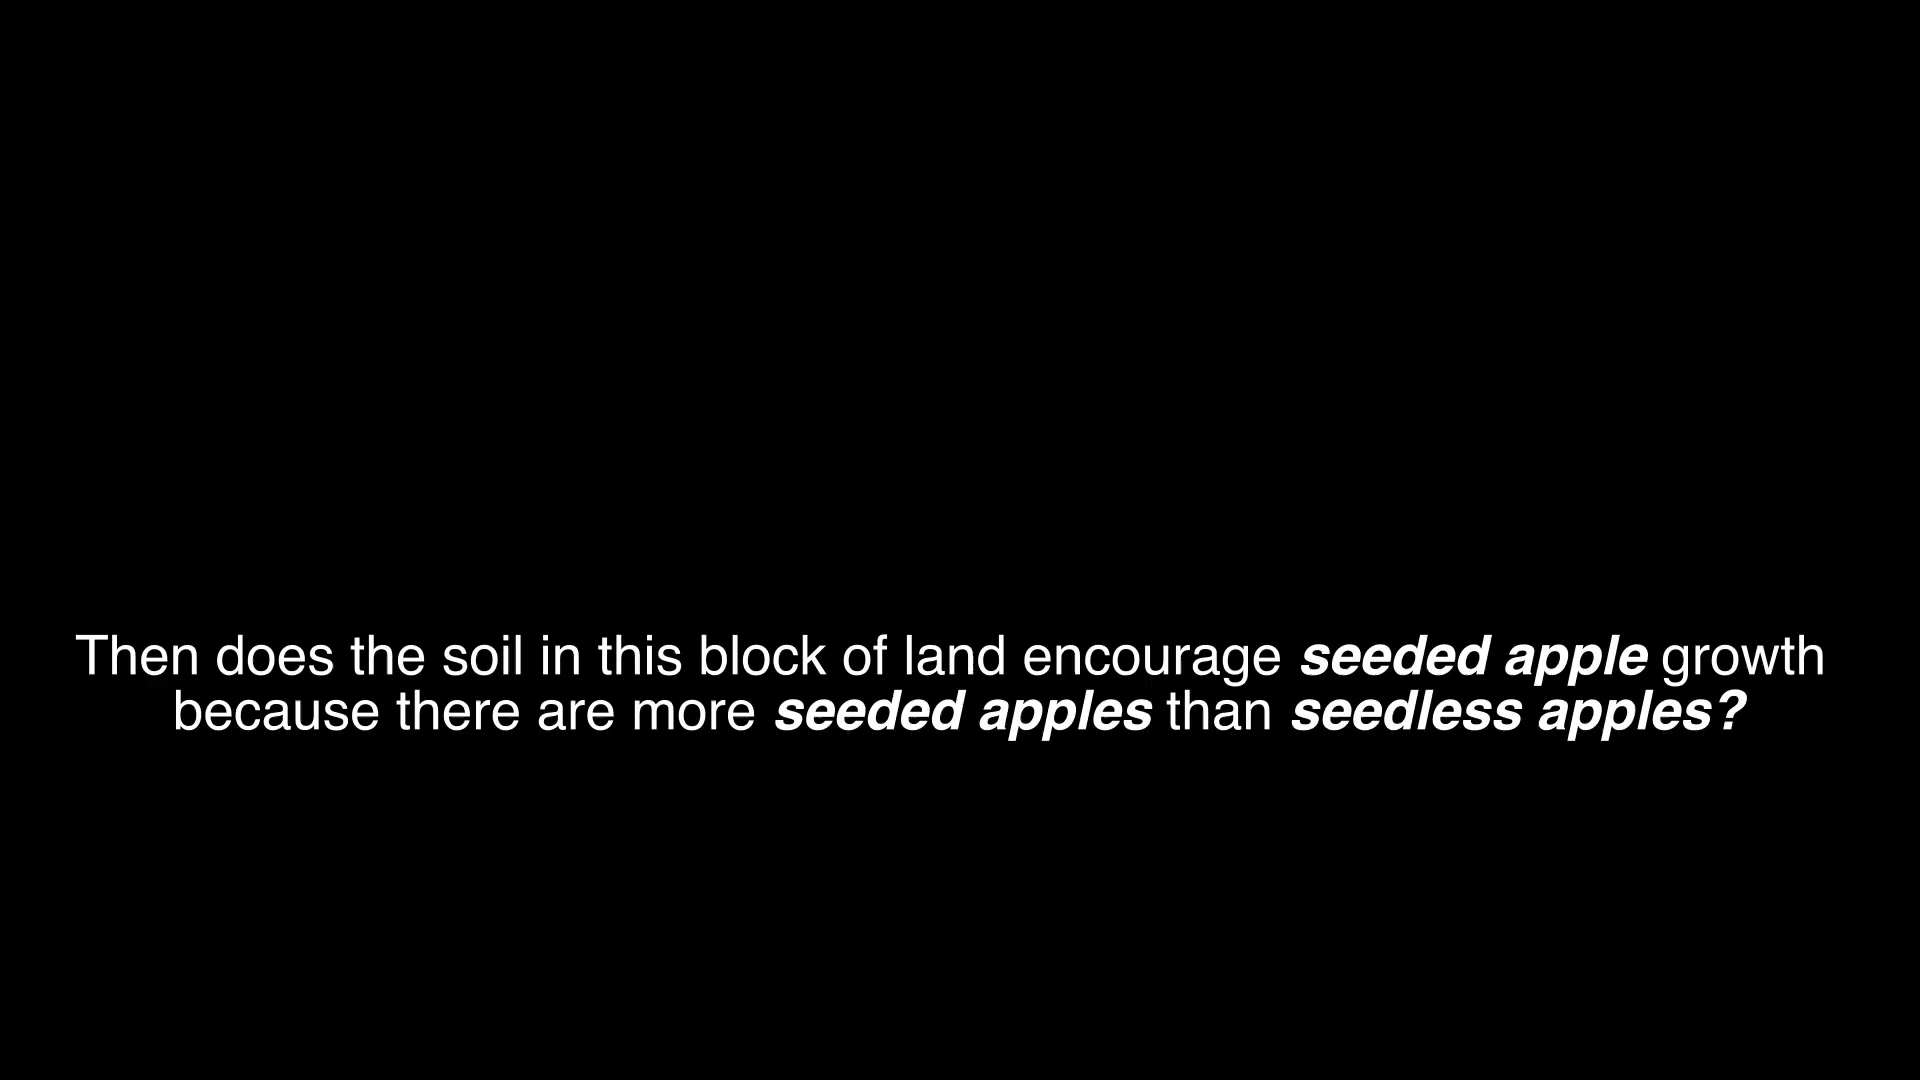 Then does the soil in this block of land encourage seeded apple growth
because there are more seeded apples than seedless apples?